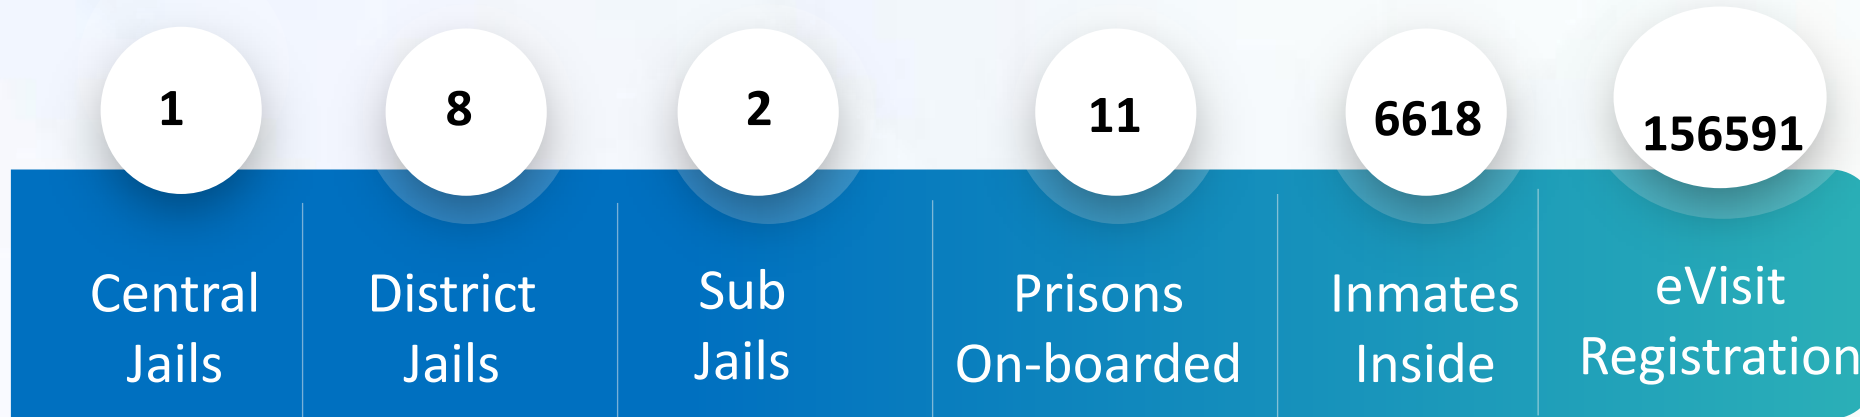 1
Central
Jails
8
District
Jails
2
Sub
Jails
11
Prisons
On-boarded
6618
Inmates
Inside
156591
eVisit
Registration